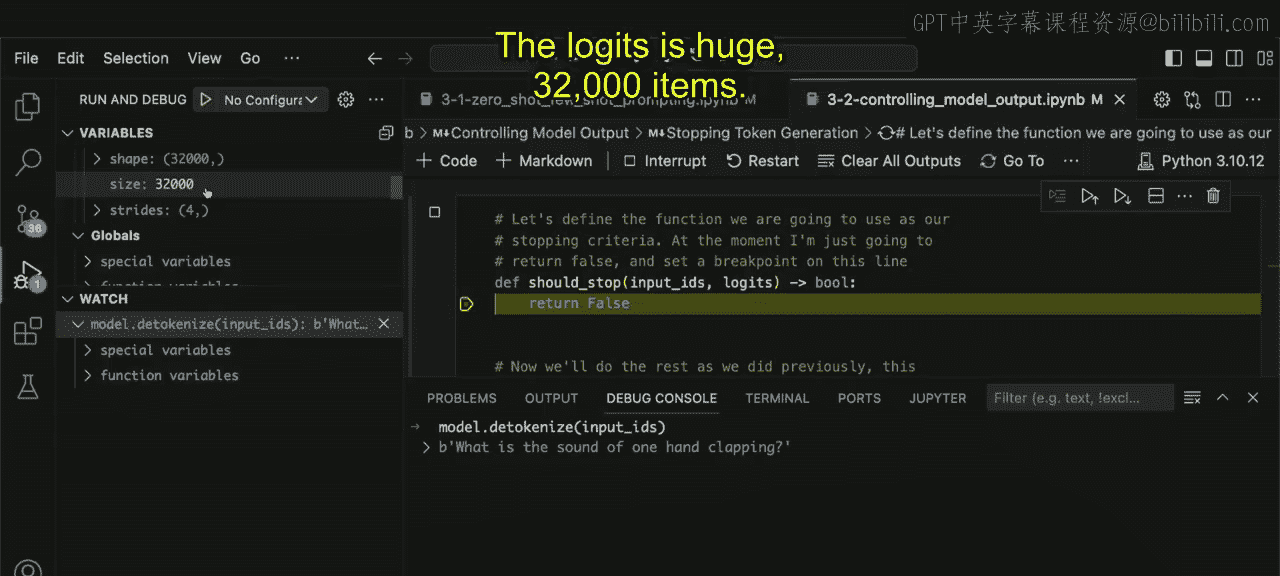 GPT中英字幕课程资源@bilibili.com
The logits is huge,
32,000 items.
File Edit Selection View Go ···
RUN AND DEBUG No Configura
3-1-zero_shot_few_shot_prompting.ipynb M
3-2-controlling_model_output.ipynb M
VARIABLES
b > M↓Controlling Model Output > M↓Stopping Token Generation > # Let's define the function we are going to use as our
shape: (32000,)
+ Code + Markdown Interrupt Restart Clear All Outputs Go To ··· Python 3.10.12
size: 32000
strides: (4,)
Globals
special variables
36
1
WATCH
model.detokenize(input_ids): b'What…
special variables
function variables
# Let's define the function we are going to use as our
# stopping criteria. At the moment I'm just going to
# return false, and set a breakpoint on this line
def should_stop(input_ids, logits) -> bool:
return False
# Now we'll do the rest as we did previously, this
PROBLEMS OUTPUT DEBUG CONSOLE TERMINAL PORTS JUPYTER Filter (e.g. text, !excl...
model.detokenize(input_ids)
b'What is the sound of one hand clapping?'